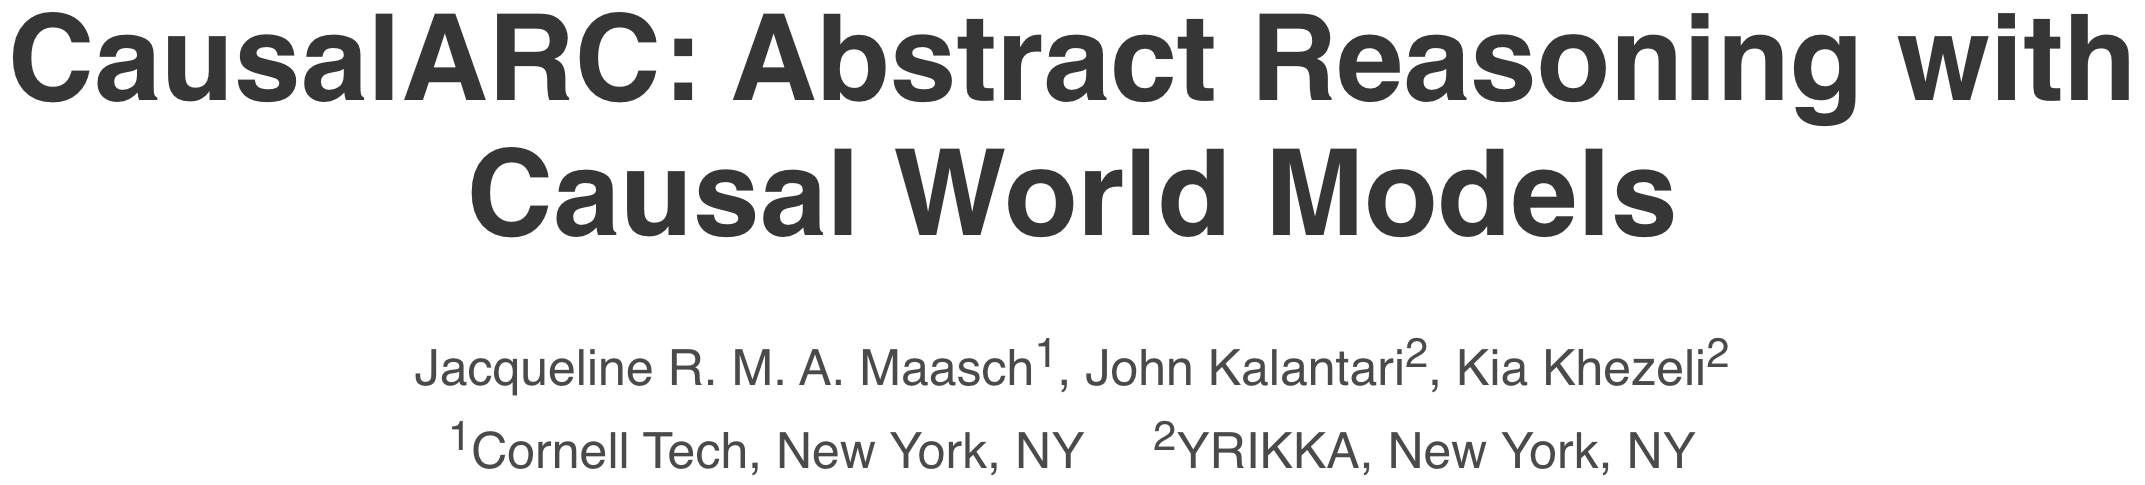 CausalARC: Abstract Reasoning with
Causal World Models
Jacqueline R. M. A. Maasch¹, John Kalantari², Kia Khezeli²
¹Cornell Tech, New York, NY ²YRIKKA, New York, NY